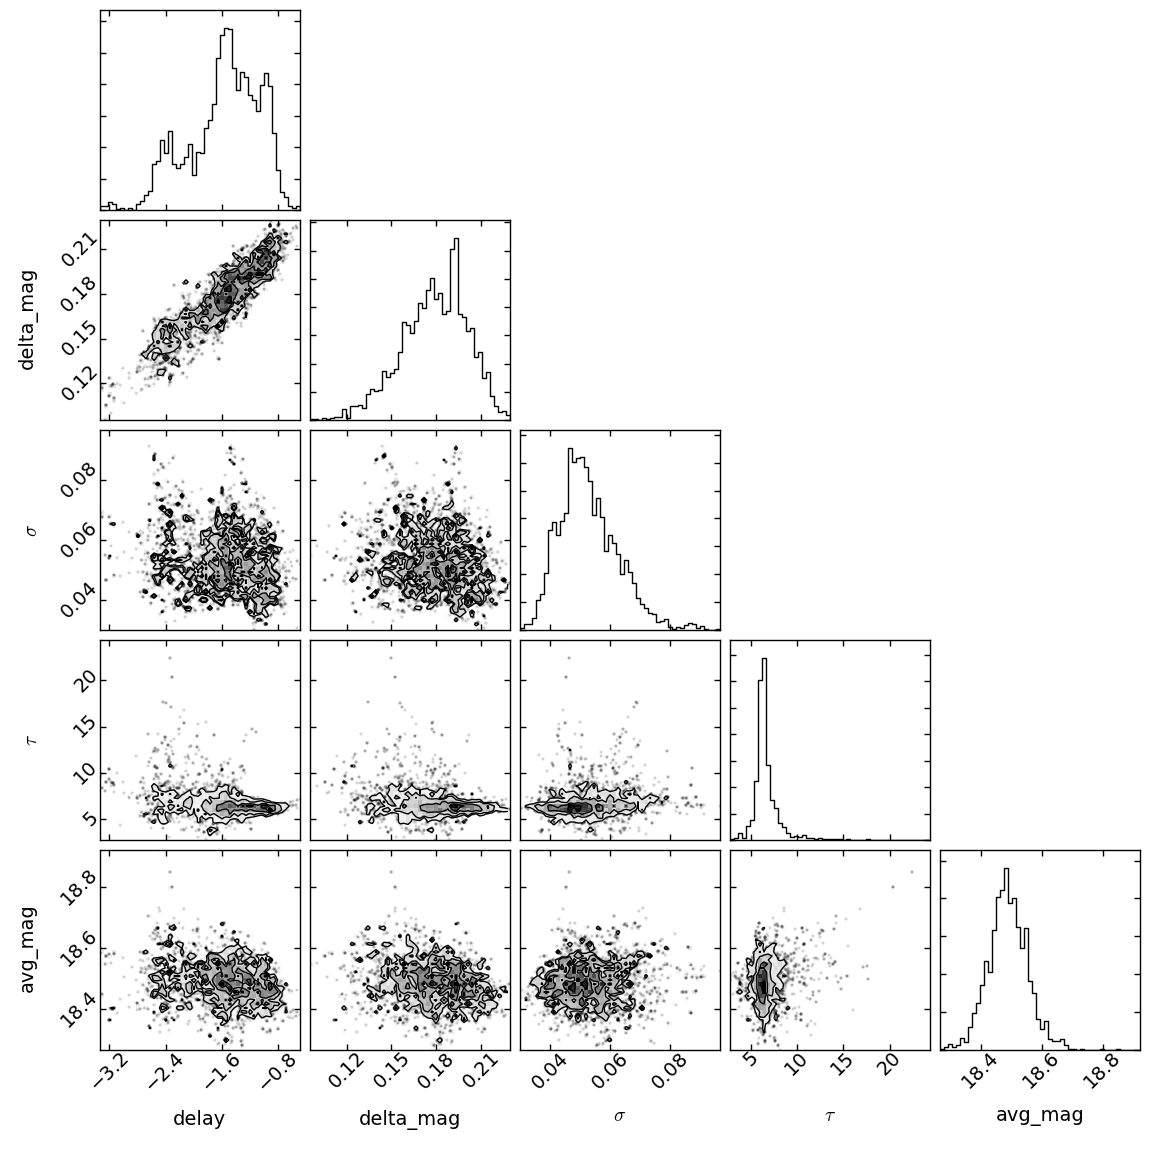 delta_mag
0.21
0.18
0.15
0.12
σ
0.08
0.06
0.04
τ
20
15
10
5
avg_mag
18.8
18.6
18.4
−3.2 −2.4 −1.6 −0.8 0.12 0.15 0.18 0.21 0.04 0.06 0.08 5 10 15 20 18.4 18.6 18.8
delay delta_mag σ τ avg_mag